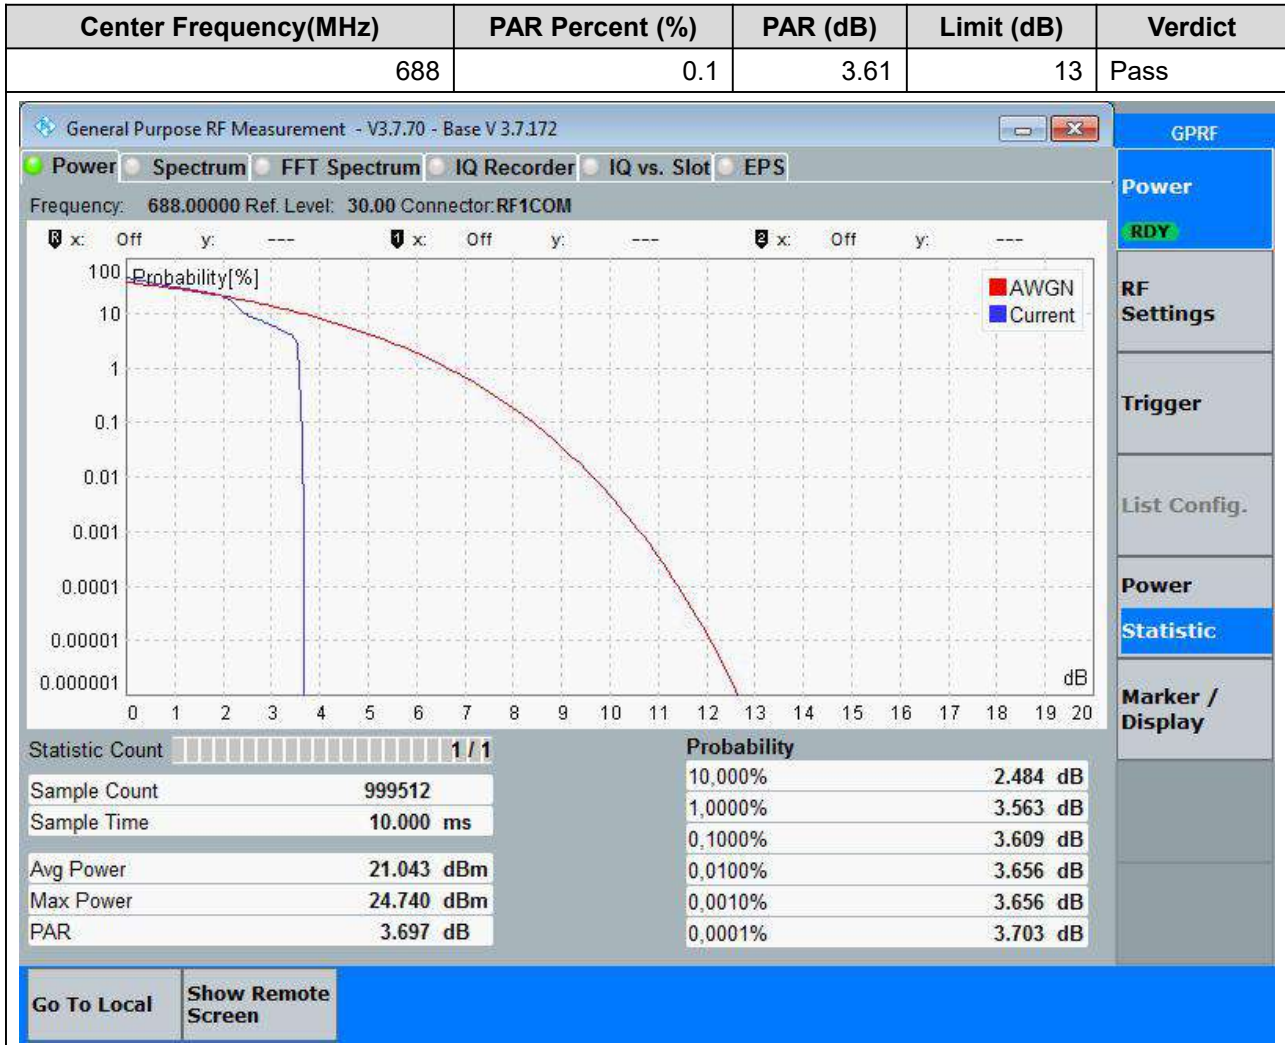 Center Frequency(MHz) PAR Percent (%) PAR (dB) Limit (dB) Verdict
688 0.1 3.61 13 Pass
General Purpose RF Measurement - V3.7.70 - Base V 3.7.172
GPRF
Power Spectrum FFT Spectrum IQ Recorder IQ vs. Slot EPS
Frequency: 688.00000 Ref. Level: 30.00 Connector: RF1COM
R x: Off y: --- 1 x: Off y: --- 2 x: Off y: ---
Probability[%]
AWGN
Current
100
10
1
0.1
0.01
0.001
0.0001
0.00001
0.000001
dB
0 1 2 3 4 5 6 7 8 9 10 11 12 13 14 15 16 17 18 19 20
Statistic Count 1 / 1
Sample Count 999512
Sample Time 10.000 ms
Avg Power 21.043 dBm
Max Power 24.740 dBm
PAR 3.697 dB
Probability
10,000% 2.484 dB
1,0000% 3.563 dB
0,1000% 3.609 dB
0,0100% 3.656 dB
0,0010% 3.656 dB
0,0001% 3.703 dB
Power
RDY
RF
Settings
Trigger
List Config.
Power
Statistic
Marker /
Display
Go To Local
Show Remote
Screen